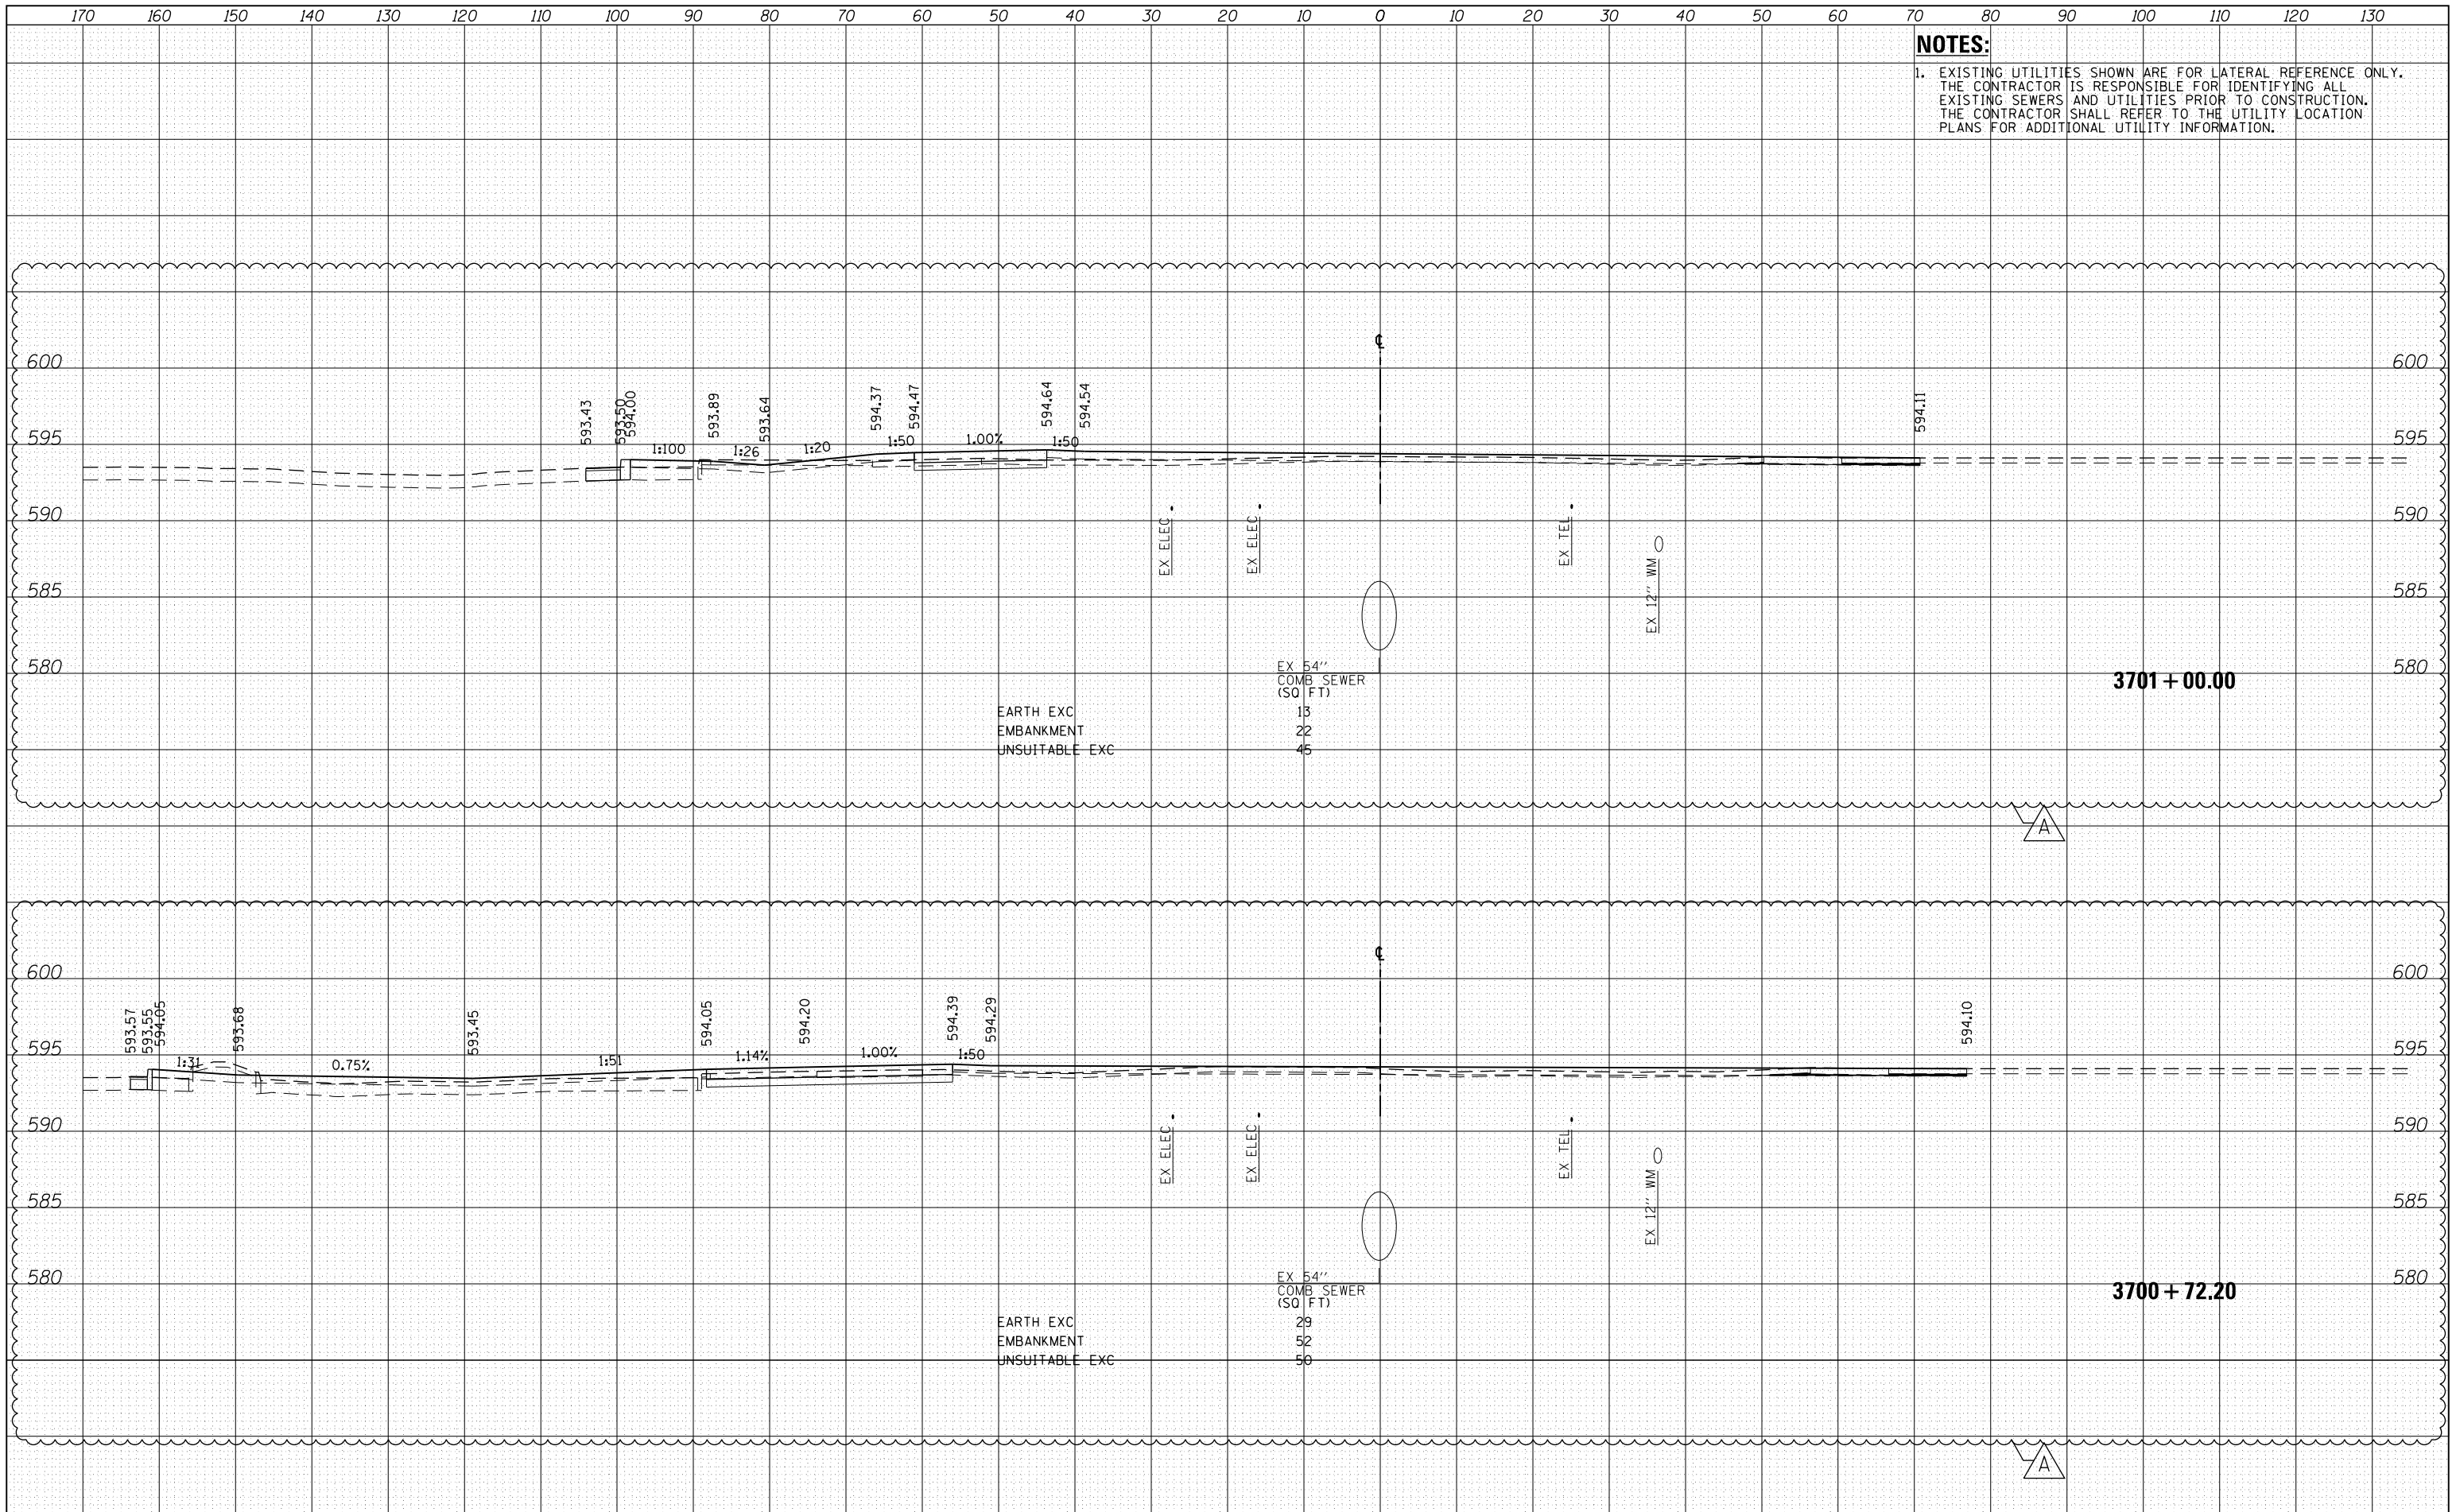 170 160 150 140 130 120 110 100 90 80 70 60 50 40 30 20 10 0 10 20 30 40 50 60 70 80 90 100 110 120 130
NOTES:
1. EXISTING UTILITIES SHOWN ARE FOR LATERAL REFERENCE ONLY.
THE CONTRACTOR IS RESPONSIBLE FOR IDENTIFYING ALL
EXISTING SEWERS AND UTILITIES PRIOR TO CONSTRUCTION.
THE CONTRACTOR SHALL REFER TO THE UTILITY LOCATION
PLANS FOR ADDITIONAL UTILITY INFORMATION.
℄
600 600
593.43 593.50 594.00 593.89 593.64 594.37 594.47 594.64 594.54 594.11
595 595
1:100 1:26 1:20 1:50 1.00% 1:50
590 590
EX ELEC
EX ELEC
EX TEL
EX 12'' WM
585 585
580 580
EX 54''
COMB SEWER
(SQ FT)
3701+00.00
EARTH EXC 13
EMBANKMENT 22
UNSUITABLE EXC 45
A
℄
600 600
593.57 593.55 594.05 593.68 593.45 594.05 594.20 594.39 594.29 594.10
595 595
1:31 0.75% 1:51 1.14% 1.00% 1:50
590 590
EX ELEC
EX ELEC
EX TEL
EX 12'' WM
585 585
580 580
EX 54''
COMB SEWER
(SQ FT)
3700+72.20
EARTH EXC 29
EMBANKMENT 52
UNSUITABLE EXC 50
A